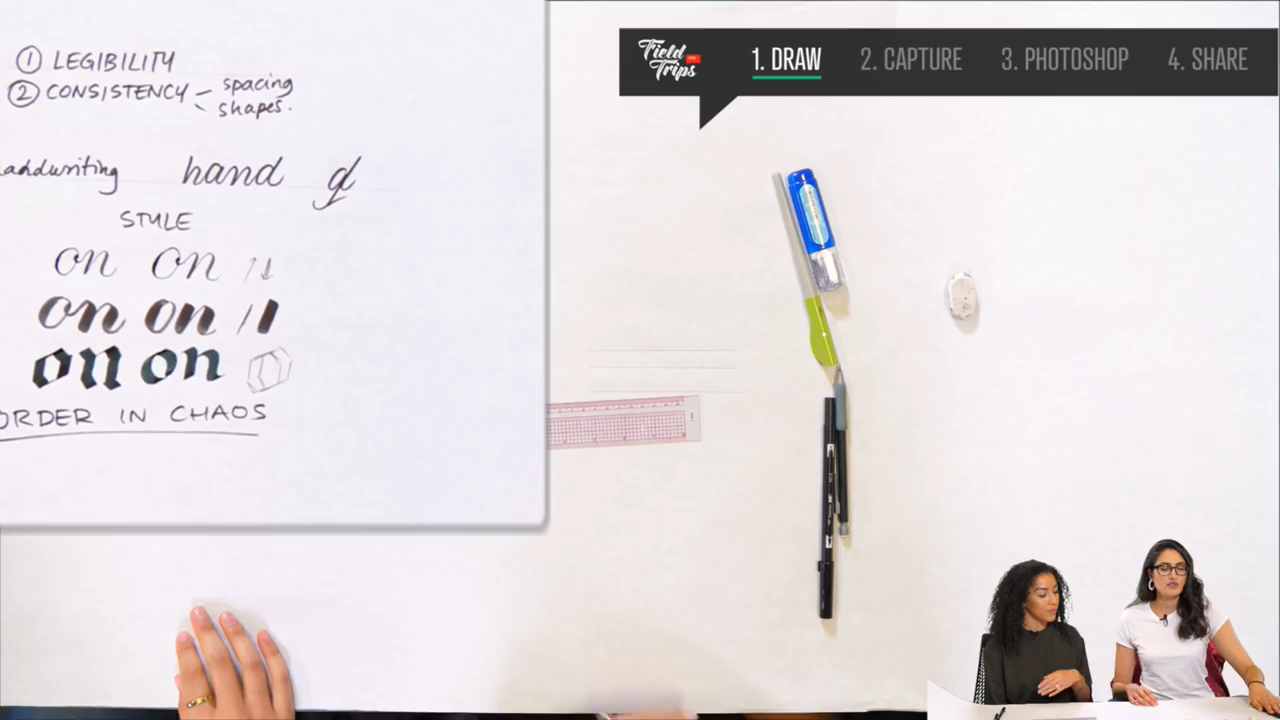 ① LEGIBILITY
② CONSISTENCY – spacing
shapes.
handwriting hand d
STYLE
on on
on on
on on
ORDER IN CHAOS
Field Trips
1. DRAW 2. CAPTURE 3. PHOTOSHOP 4. SHARE